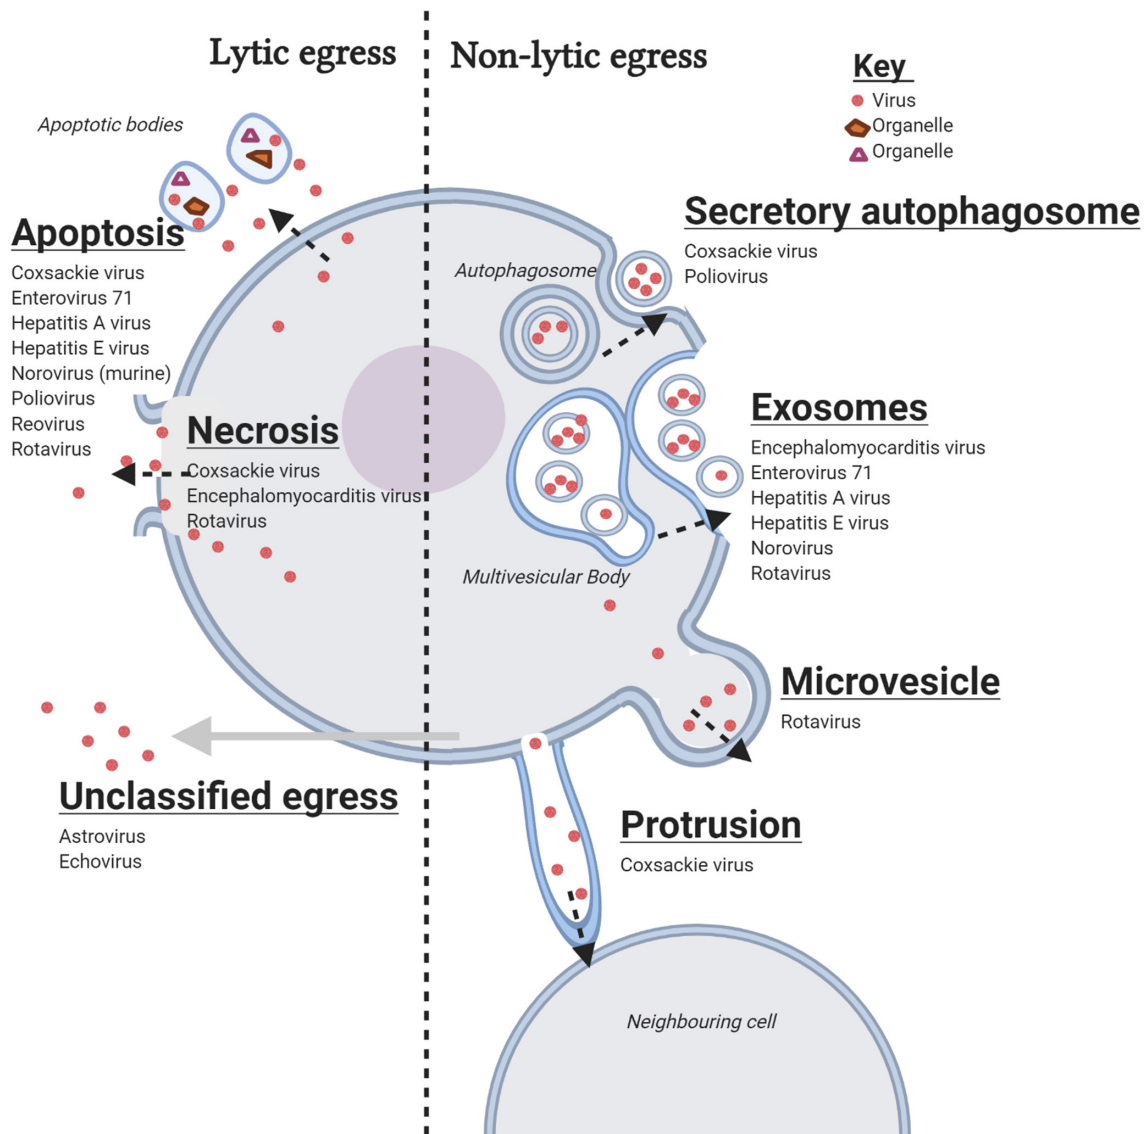 Lytic egress
Non-lytic egress
Key
Virus
Organelle
Organelle
Apoptotic bodies
Apoptosis
Coxsackie virus
Enterovirus 71
Hepatitis A virus
Hepatitis E virus
Norovirus (murine)
Poliovirus
Reovirus
Rotavirus
Necrosis
Coxsackie virus
Encephalomyocarditis virus
Rotavirus
Unclassified egress
Astrovirus
Echovirus
Secretory autophagosome
Coxsackie virus
Poliovirus
Autophagosome
Exosomes
Encephalomyocarditis virus
Enterovirus 71
Hepatitis A virus
Hepatitis E virus
Norovirus
Rotavirus
Multivesicular Body
Microvesicle
Rotavirus
Protrusion
Coxsackie virus
Neighbouring cell